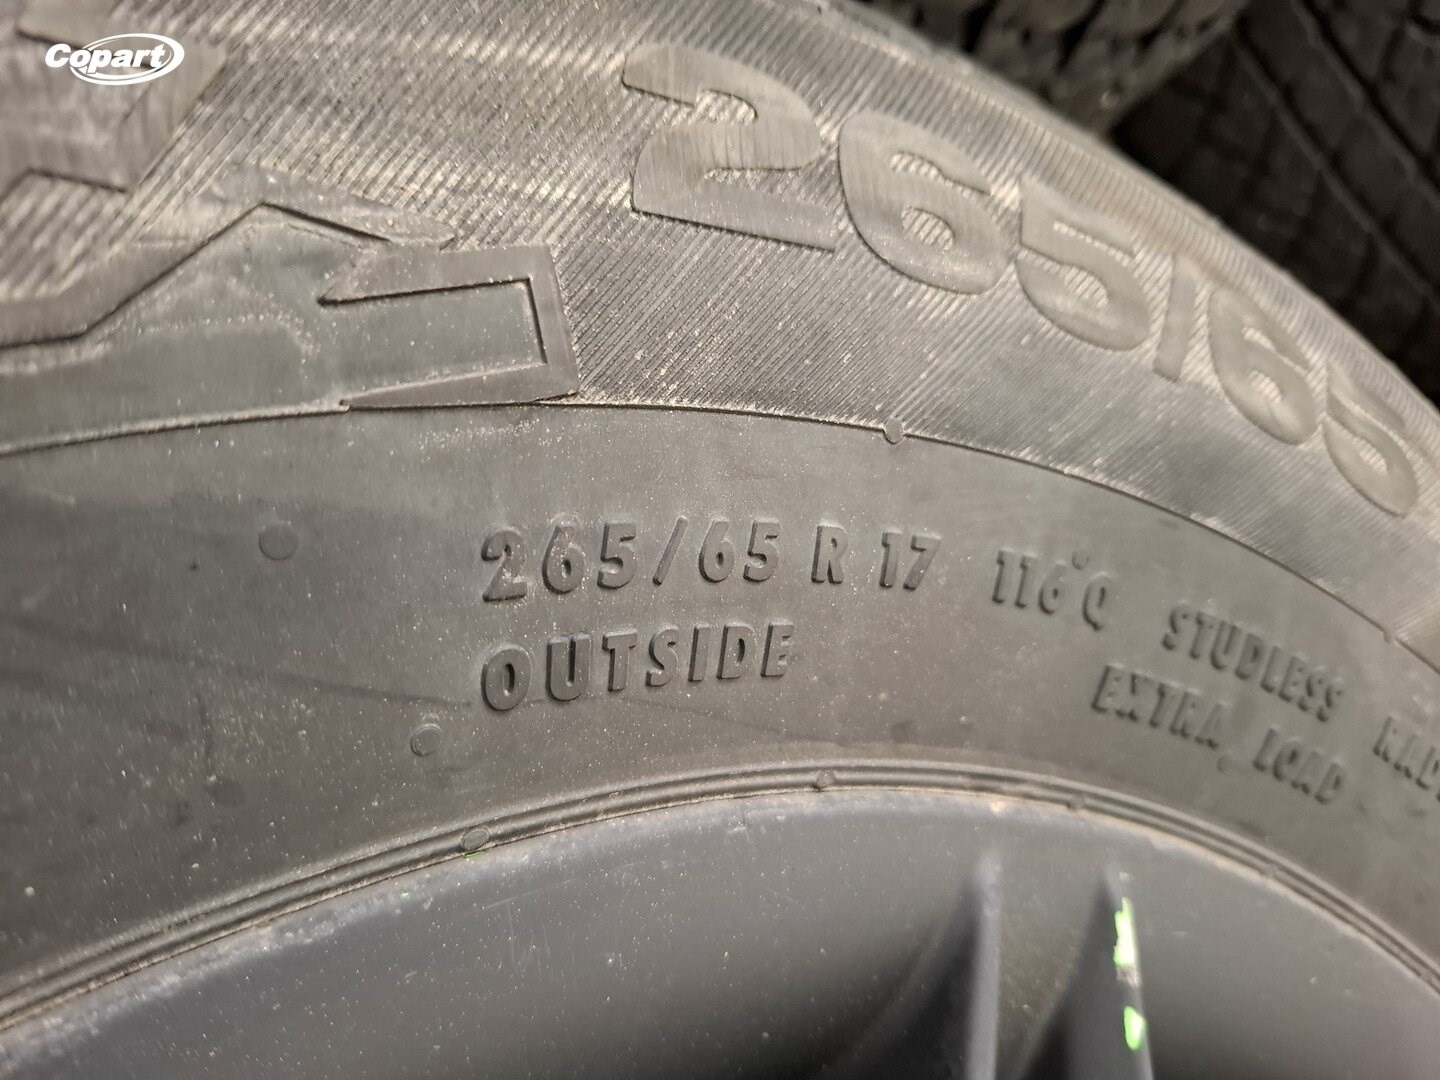 Copart
265/65
265/65 R 17 116 Q STUDLESS
OUTSIDE
EXTRA LOAD